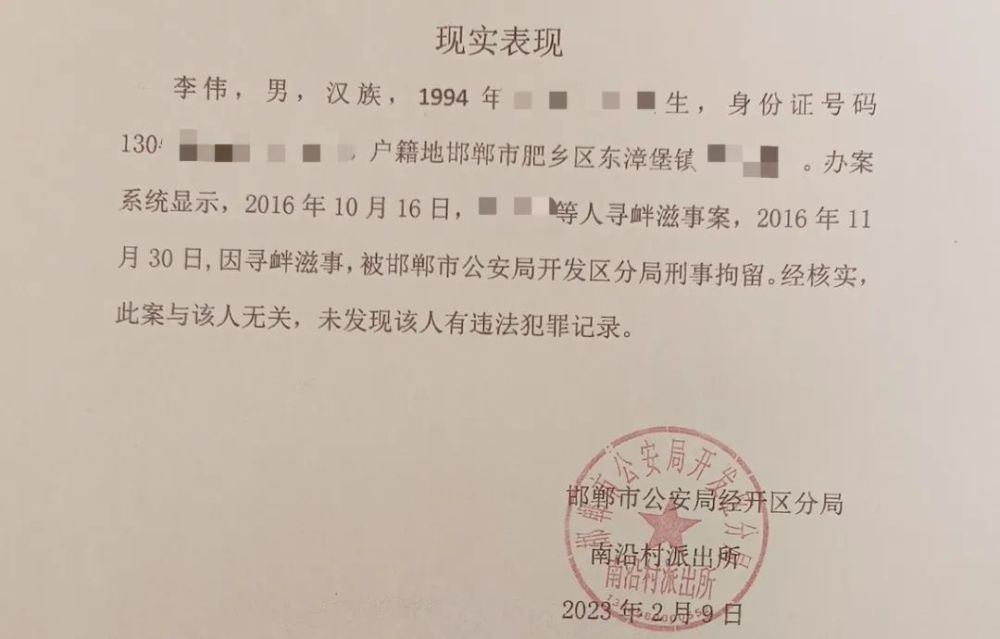 现实表现
李伟，男，汉族，1994 年 生，身份证号码
130 ，户籍地邯郸市肥乡区东漳堡镇 。办案
系统显示，2016 年 10 月 16 日， 等人寻衅滋事案，2016 年 11
月 30 日,因寻衅滋事,被邯郸市公安局开发区分局刑事拘留。经核实，
此案与该人无关，未发现该人有违法犯罪记录。
邯郸市公安局开发区分局
邯郸市公安局经开区分局
南沿村派出所
南沿村派出所
2023 年 2 月 9 日